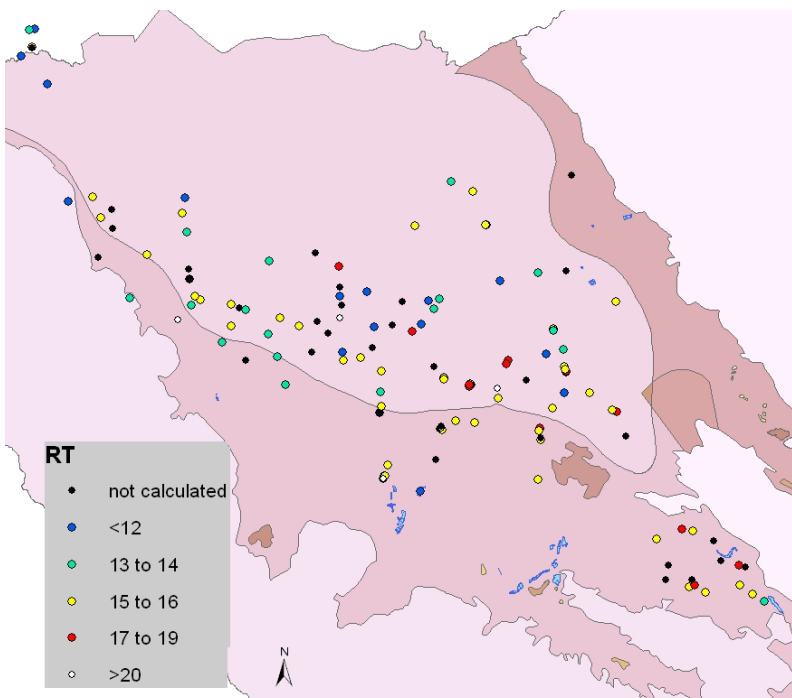 RT
not calculated
<12
13 to 14
15 to 16
17 to 19
>20
N